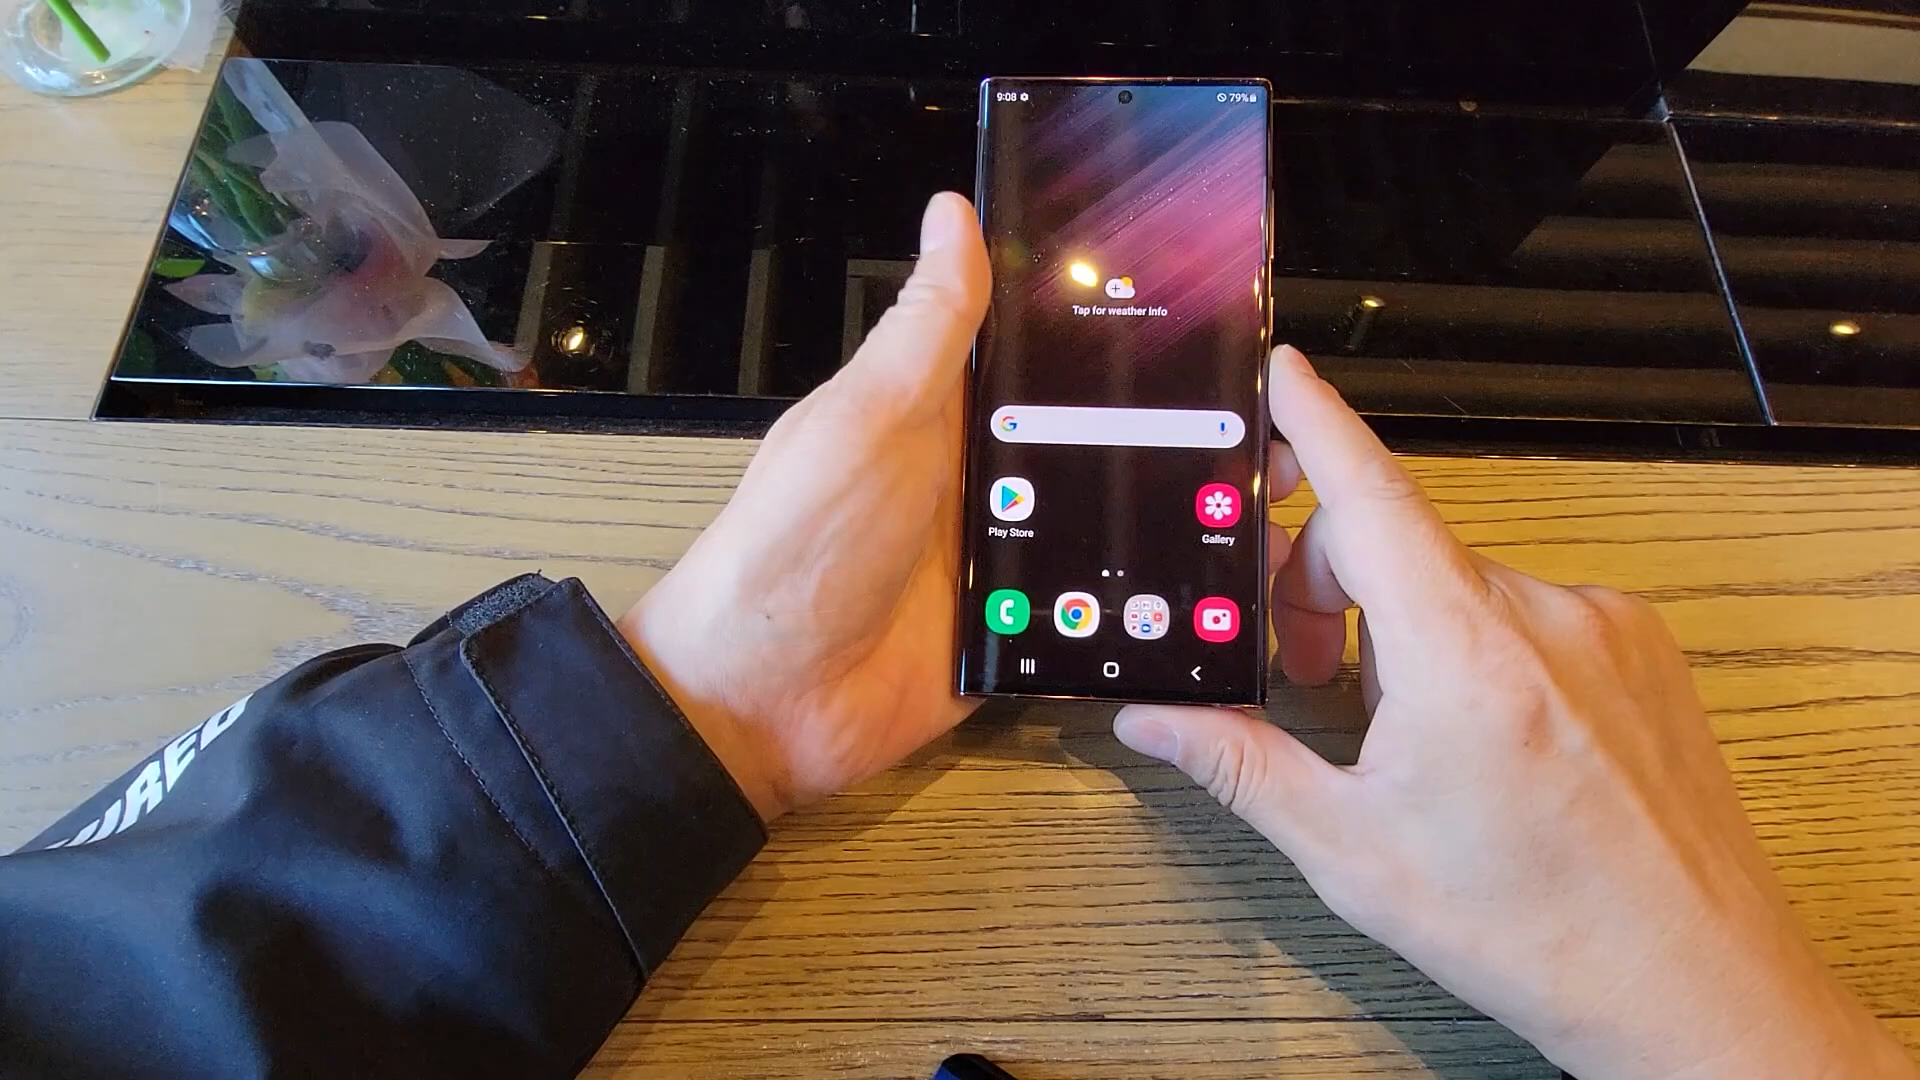 9:08
79%
Tap for weather info
G
Play Store
Gallery